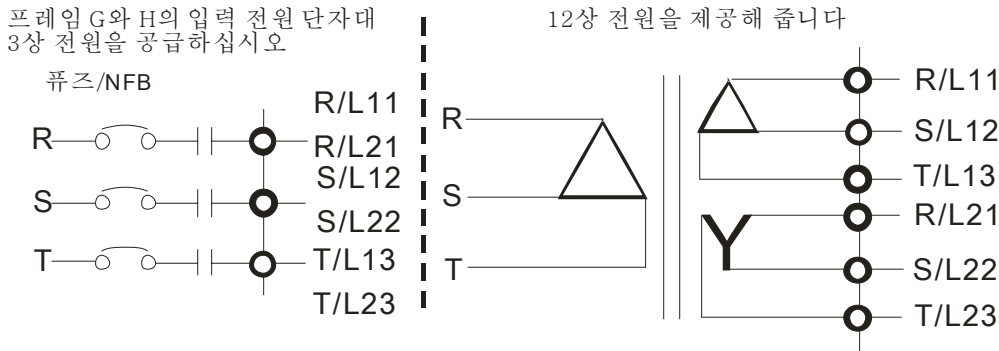 프레임 G와 H의 입력 전원 단자대
3상 전원을 공급하십시오
퓨즈/NFB
R
S
T
R/L11
R/L21
S/L12
S/L22
T/L13
T/L23
12상 전원을 제공해 줍니다
R
S
T
R/L11
S/L12
T/L13
R/L21
S/L22
T/L23